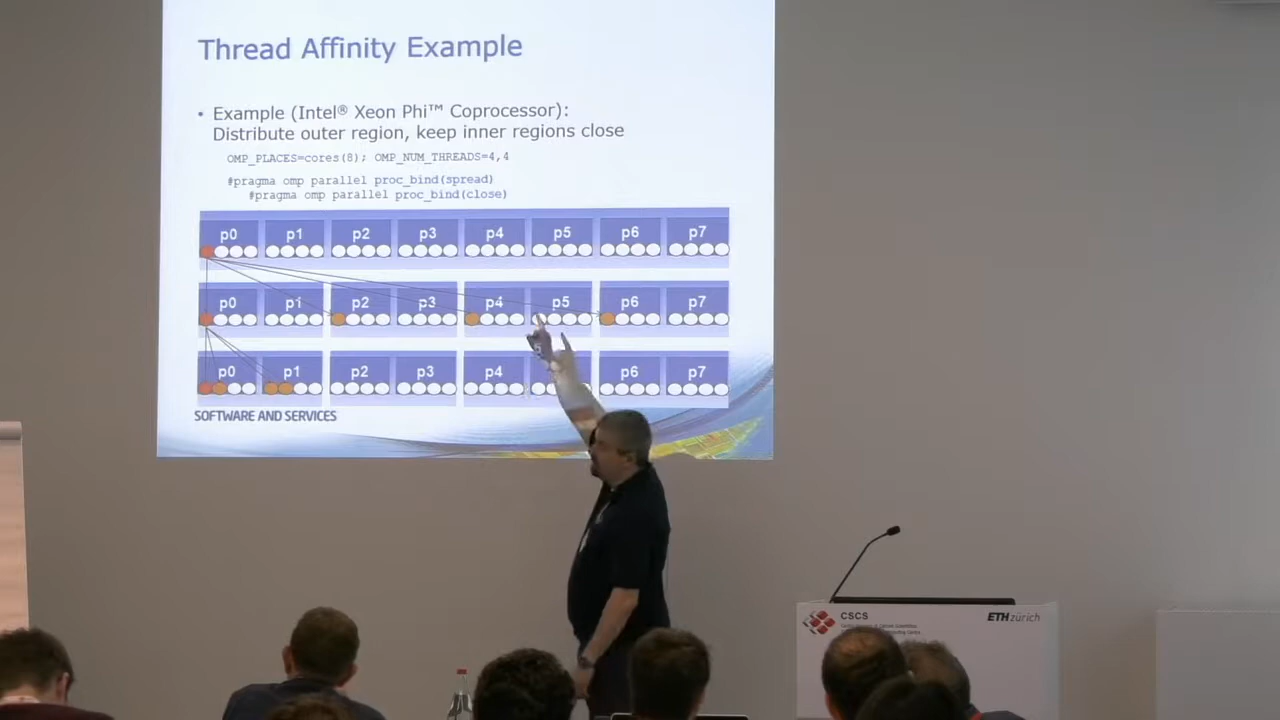 Thread Affinity Example
• Example (Intel® Xeon Phi™ Coprocessor):
Distribute outer region, keep inner regions close
OMP_PLACES=cores(8); OMP_NUM_THREADS=4,4
#pragma omp parallel proc_bind(spread)
#pragma omp parallel proc_bind(close)
p0 p1 p2 p3 p4 p5 p6 p7
p0 p1 p2 p3 p4 p5 p6 p7
p0 p1 p2 p3 p4 p5 p6 p7
SOFTWARE AND SERVICES
CSCS
ETH zürich